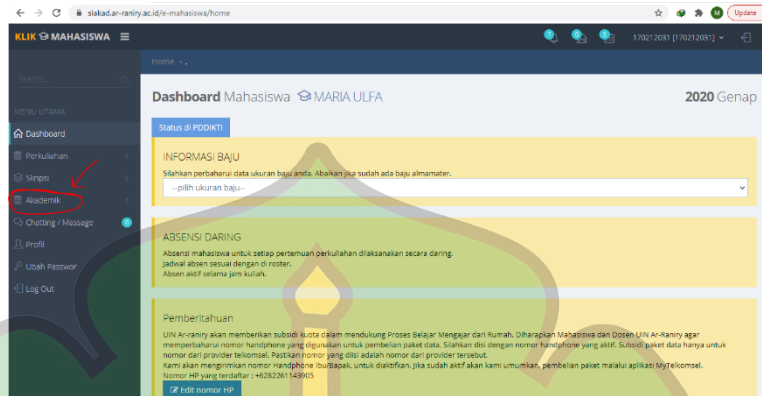 siakad.ar-raniry.ac.id/e-mahasiswa/home
M
Update
KLIK MAHASISWA
7
0
0
170212031 [170212031]
Home
Search...
Dashboard Mahasiswa MARIA ULFA
2020 Genap
MENU UTAMA
Status di PDDIKTI
Dashboard
Perkuliahan
Skripsi
Akademik
Chatting / Message
0
Profil
Ubah Passwor
Log Out
INFORMASI BAJU
Silahkan perbaharui data ukuran baju anda. Abaikan jika sudah ada baju almamater.
--pilih ukuran baju--
ABSENSI DARING
Absensi mahasiswa untuk setiap pertemuan perkuliahan dilaksanakan secara daring.
Jadwal absen sesuai dengan di roster.
Absen aktif selama jam kuliah.
Pemberitahuan
UIN Ar-raniry akan memberikan subsidi kuota dalam mendukung Proses Belajar Mengajar dari Rumah. Diharapkan Mahasiswa dan Dosen UIN Ar-Raniry agar
memperbaharui nomor handphone yang digunakan untuk pembelian paket data. Silahkan diisi dengan nomor handphone yang aktif. Subsidi paket data hanya untuk
nomor dari provider telkomsel. Pastikan nomor yang diisi adalah nomor dari provider tersebut.
Kami akan mengirimkan nomor Handphone Ibu/Bapak, untuk diaktifkan. Jika sudah aktif akan kami umumkan, pembelian paket malalui aplikasi MyTelkomsel.
Nomor HP yang terdaftar : +6282261143905
Edit nomor HP